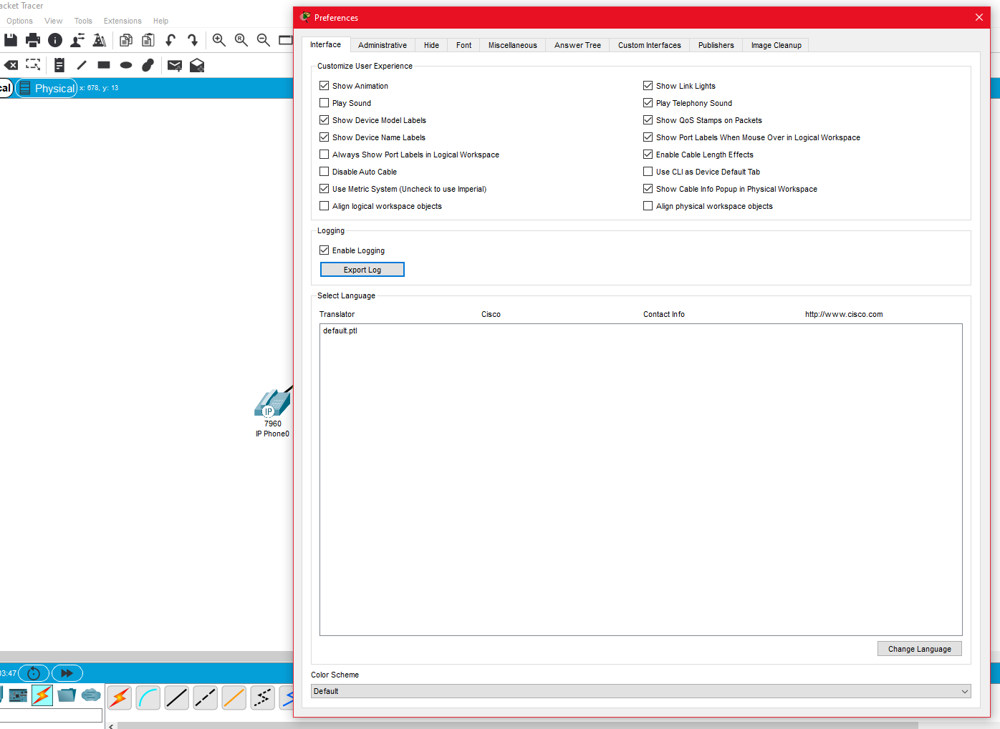 acket Tracer
Options View Tools Extensions Help
cal Physical x: 678, y: 13
IP
7960
IP Phone0
03:47
Preferences
Interface Administrative Hide Font Miscellaneous Answer Tree Custom Interfaces Publishers Image Cleanup
Customize User Experience
Show Animation Show Link Lights
Play Sound Play Telephony Sound
Show Device Model Labels Show QoS Stamps on Packets
Show Device Name Labels Show Port Labels When Mouse Over in Logical Workspace
Always Show Port Labels in Logical Workspace Enable Cable Length Effects
Disable Auto Cable Use CLI as Device Default Tab
Use Metric System (Uncheck to use Imperial) Show Cable Info Popup in Physical Workspace
Align logical workspace objects Align physical workspace objects
Logging
Enable Logging
Export Log
Select Language
Translator Cisco Contact Info http://www.cisco.com
default.ptl
Change Language
Color Scheme
Default